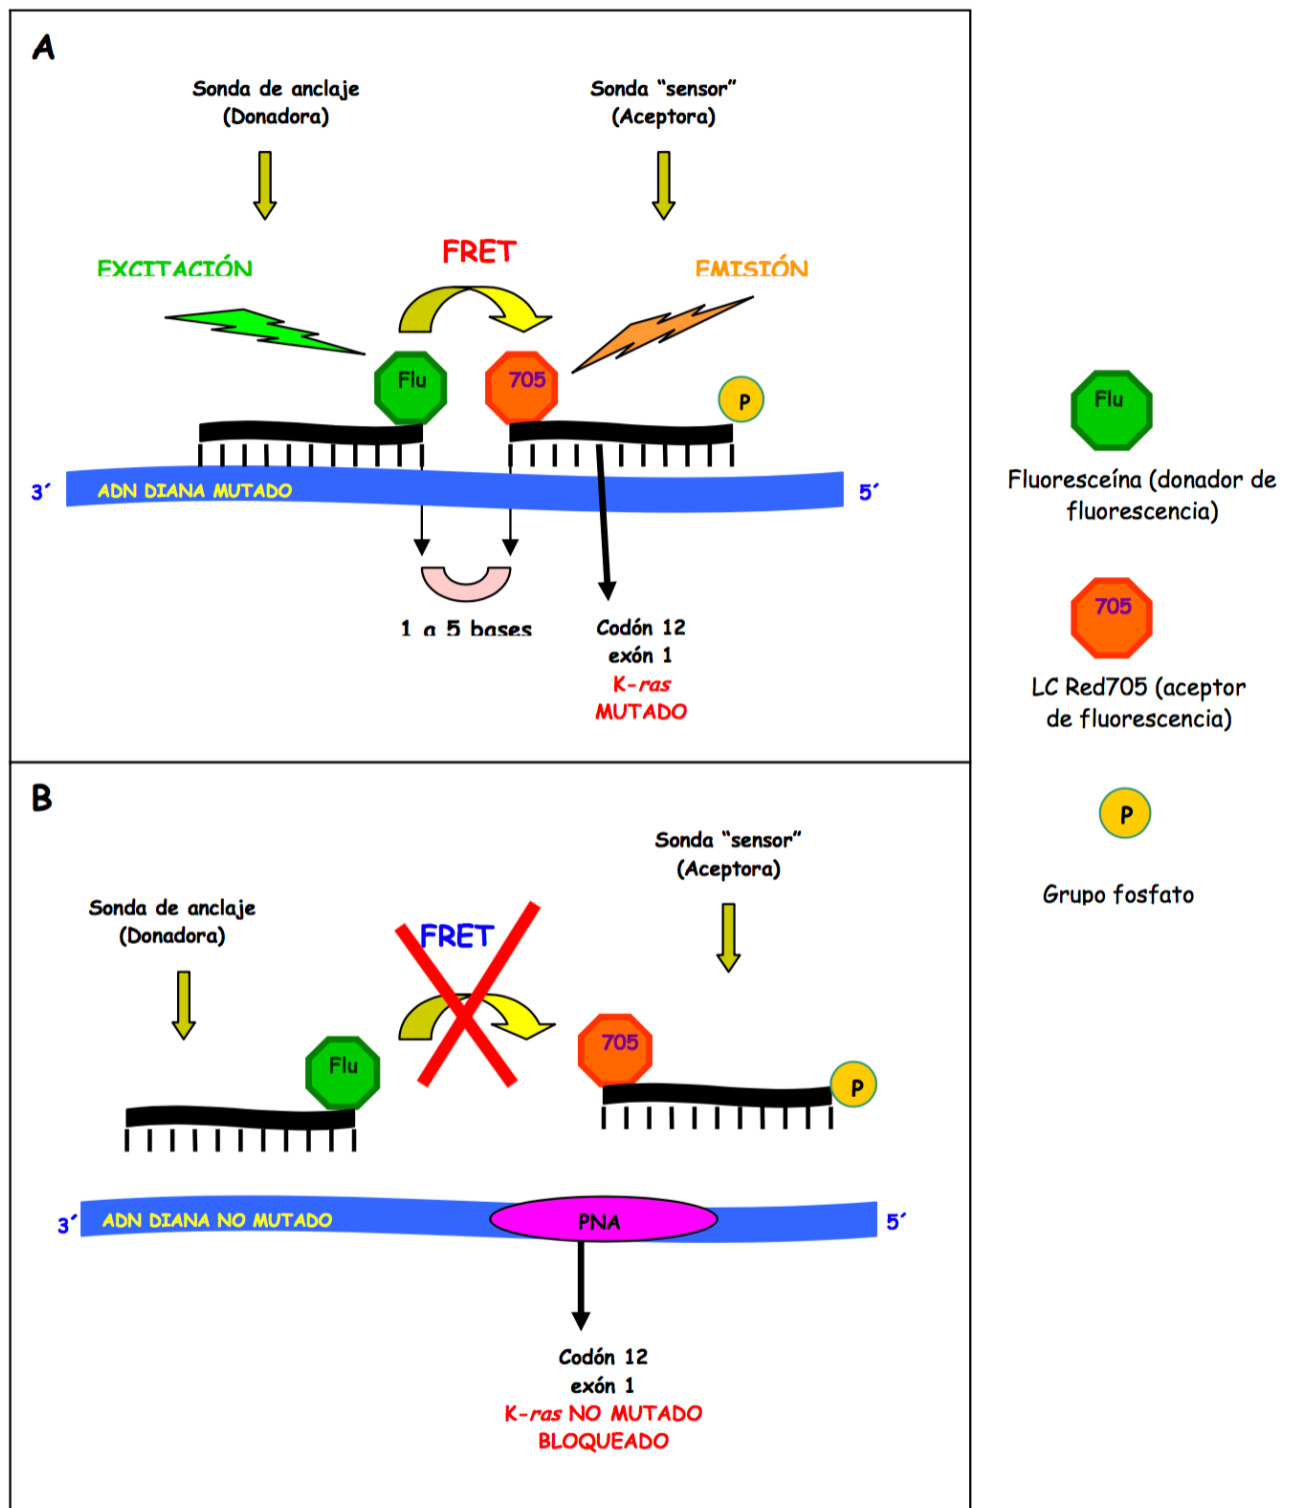 A
Sonda de anclaje
(Donadora)
Sonda “sensor”
(Aceptora)
EXCITACIÓN
FRET
EMISIÓN
Flu
705
P
3´
ADN DIANA MUTADO
5´
1 a 5 bases
Codón 12
exón 1
K-ras
MUTADO
B
Sonda “sensor”
(Aceptora)
Sonda de anclaje
(Donadora)
FRET
705
Flu
P
3´
ADN DIANA NO MUTADO
PNA
5´
Codón 12
exón 1
K-ras NO MUTADO
BLOQUEADO
Flu
Fluoresceína (donador de
fluorescencia)
705
LC Red705 (aceptor
de fluorescencia)
P
Grupo fosfato